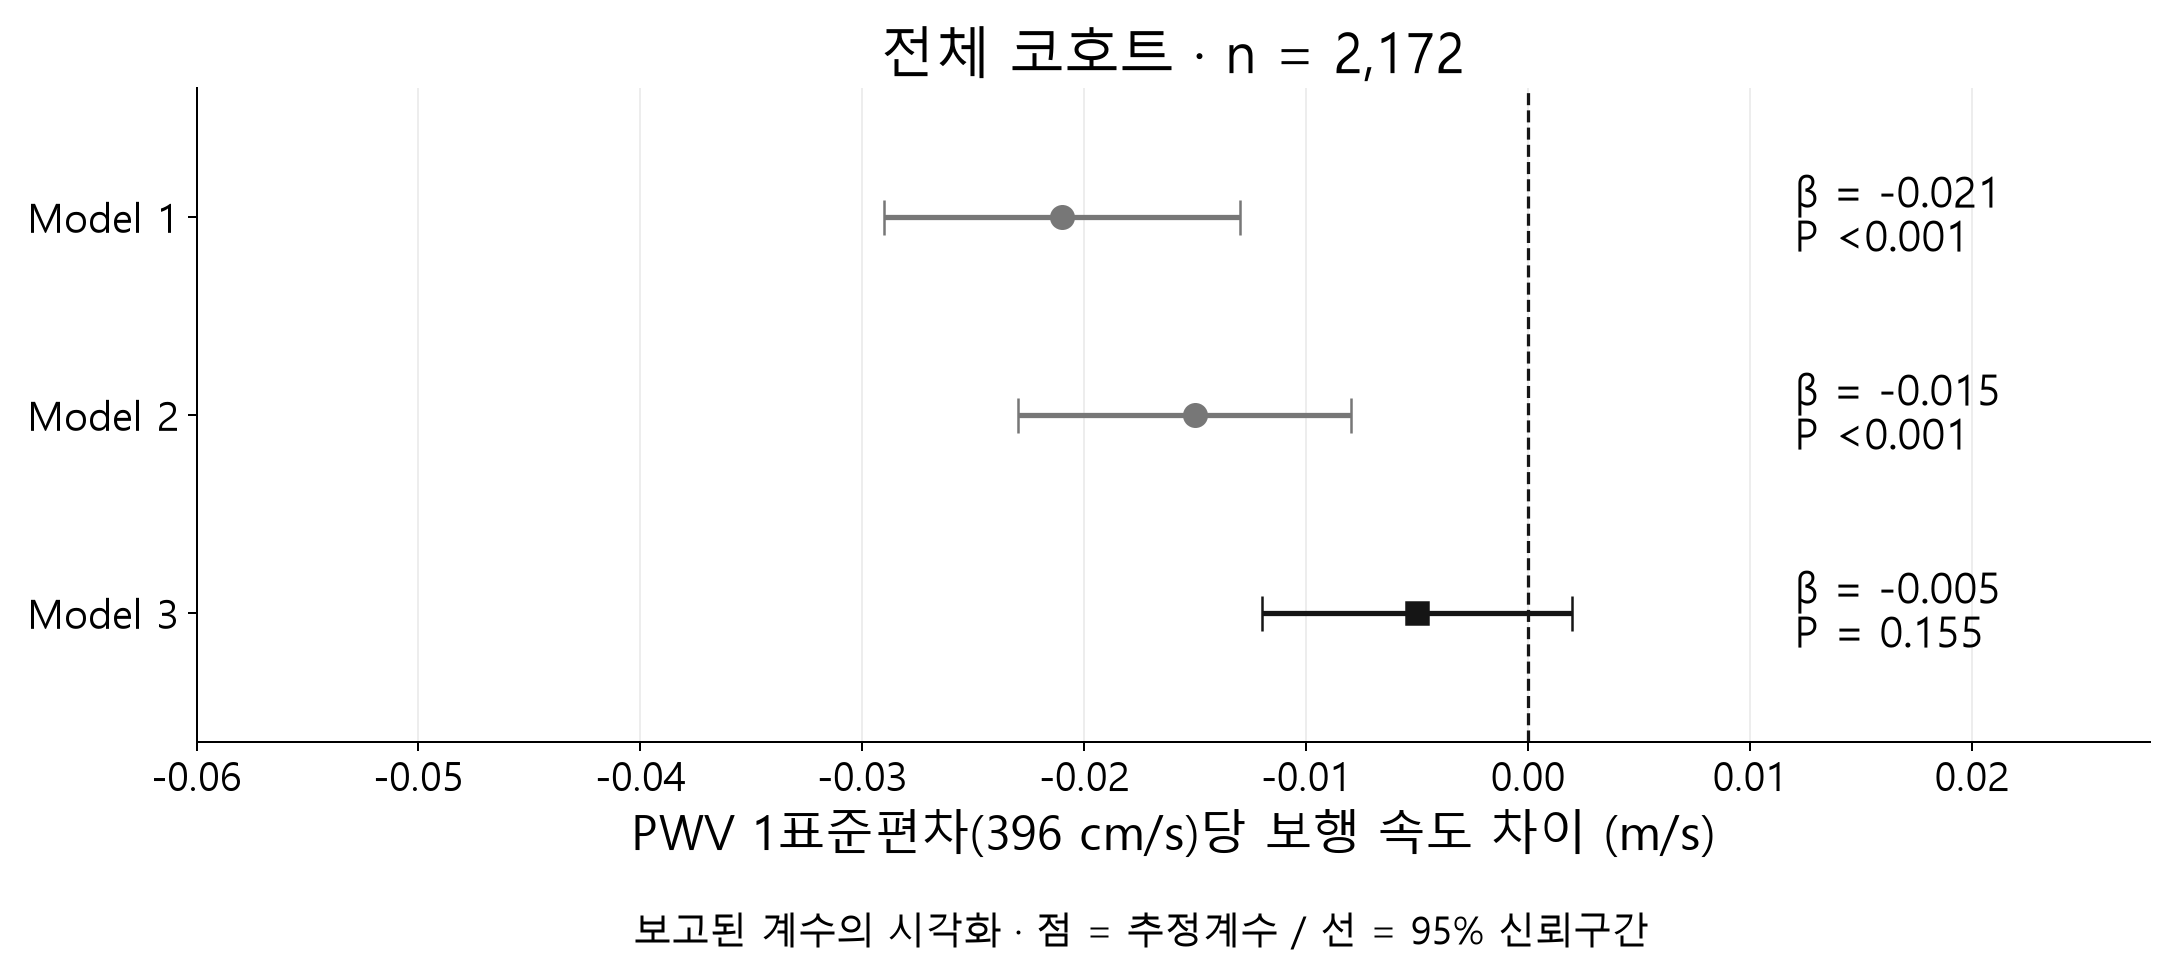 전체 코호트 · n = 2,172
Model 1
β = -0.021
P <0.001
Model 2
β = -0.015
P <0.001
Model 3
β = -0.005
P = 0.155
-0.06 -0.05 -0.04 -0.03 -0.02 -0.01 0.00 0.01 0.02
PWV 1표준편차(396 cm/s)당 보행 속도 차이 (m/s)
보고된 계수의 시각화 · 점 = 추정계수 / 선 = 95% 신뢰구간